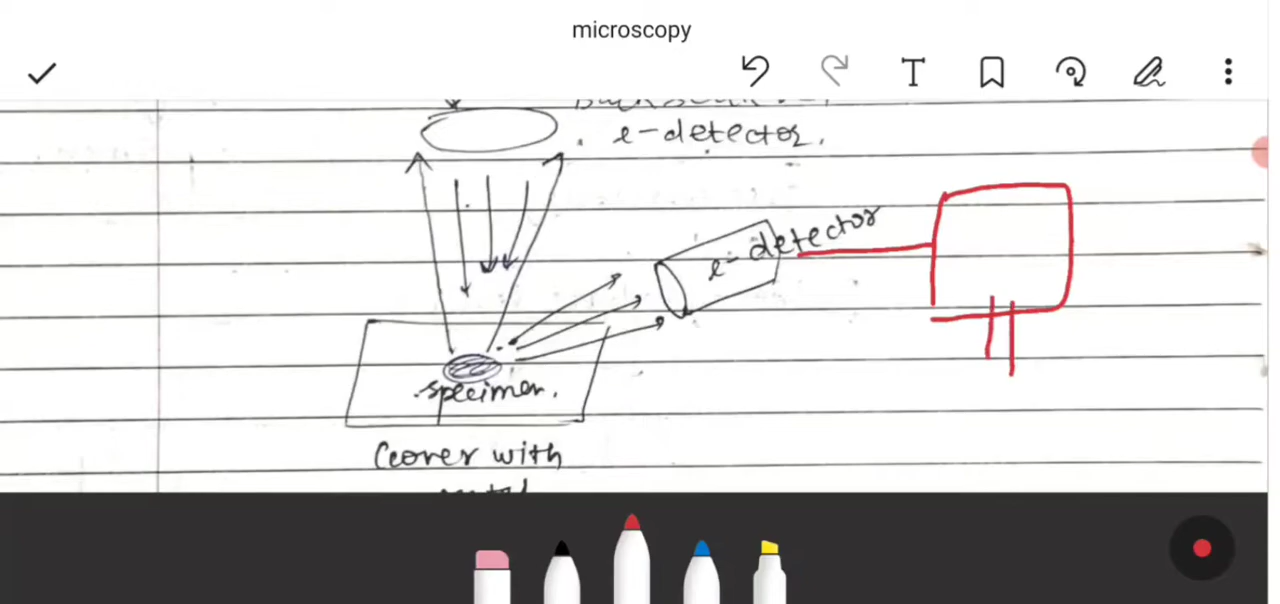 microscopy
T
. e-detector.
e-detector
.specimen.
(cover with